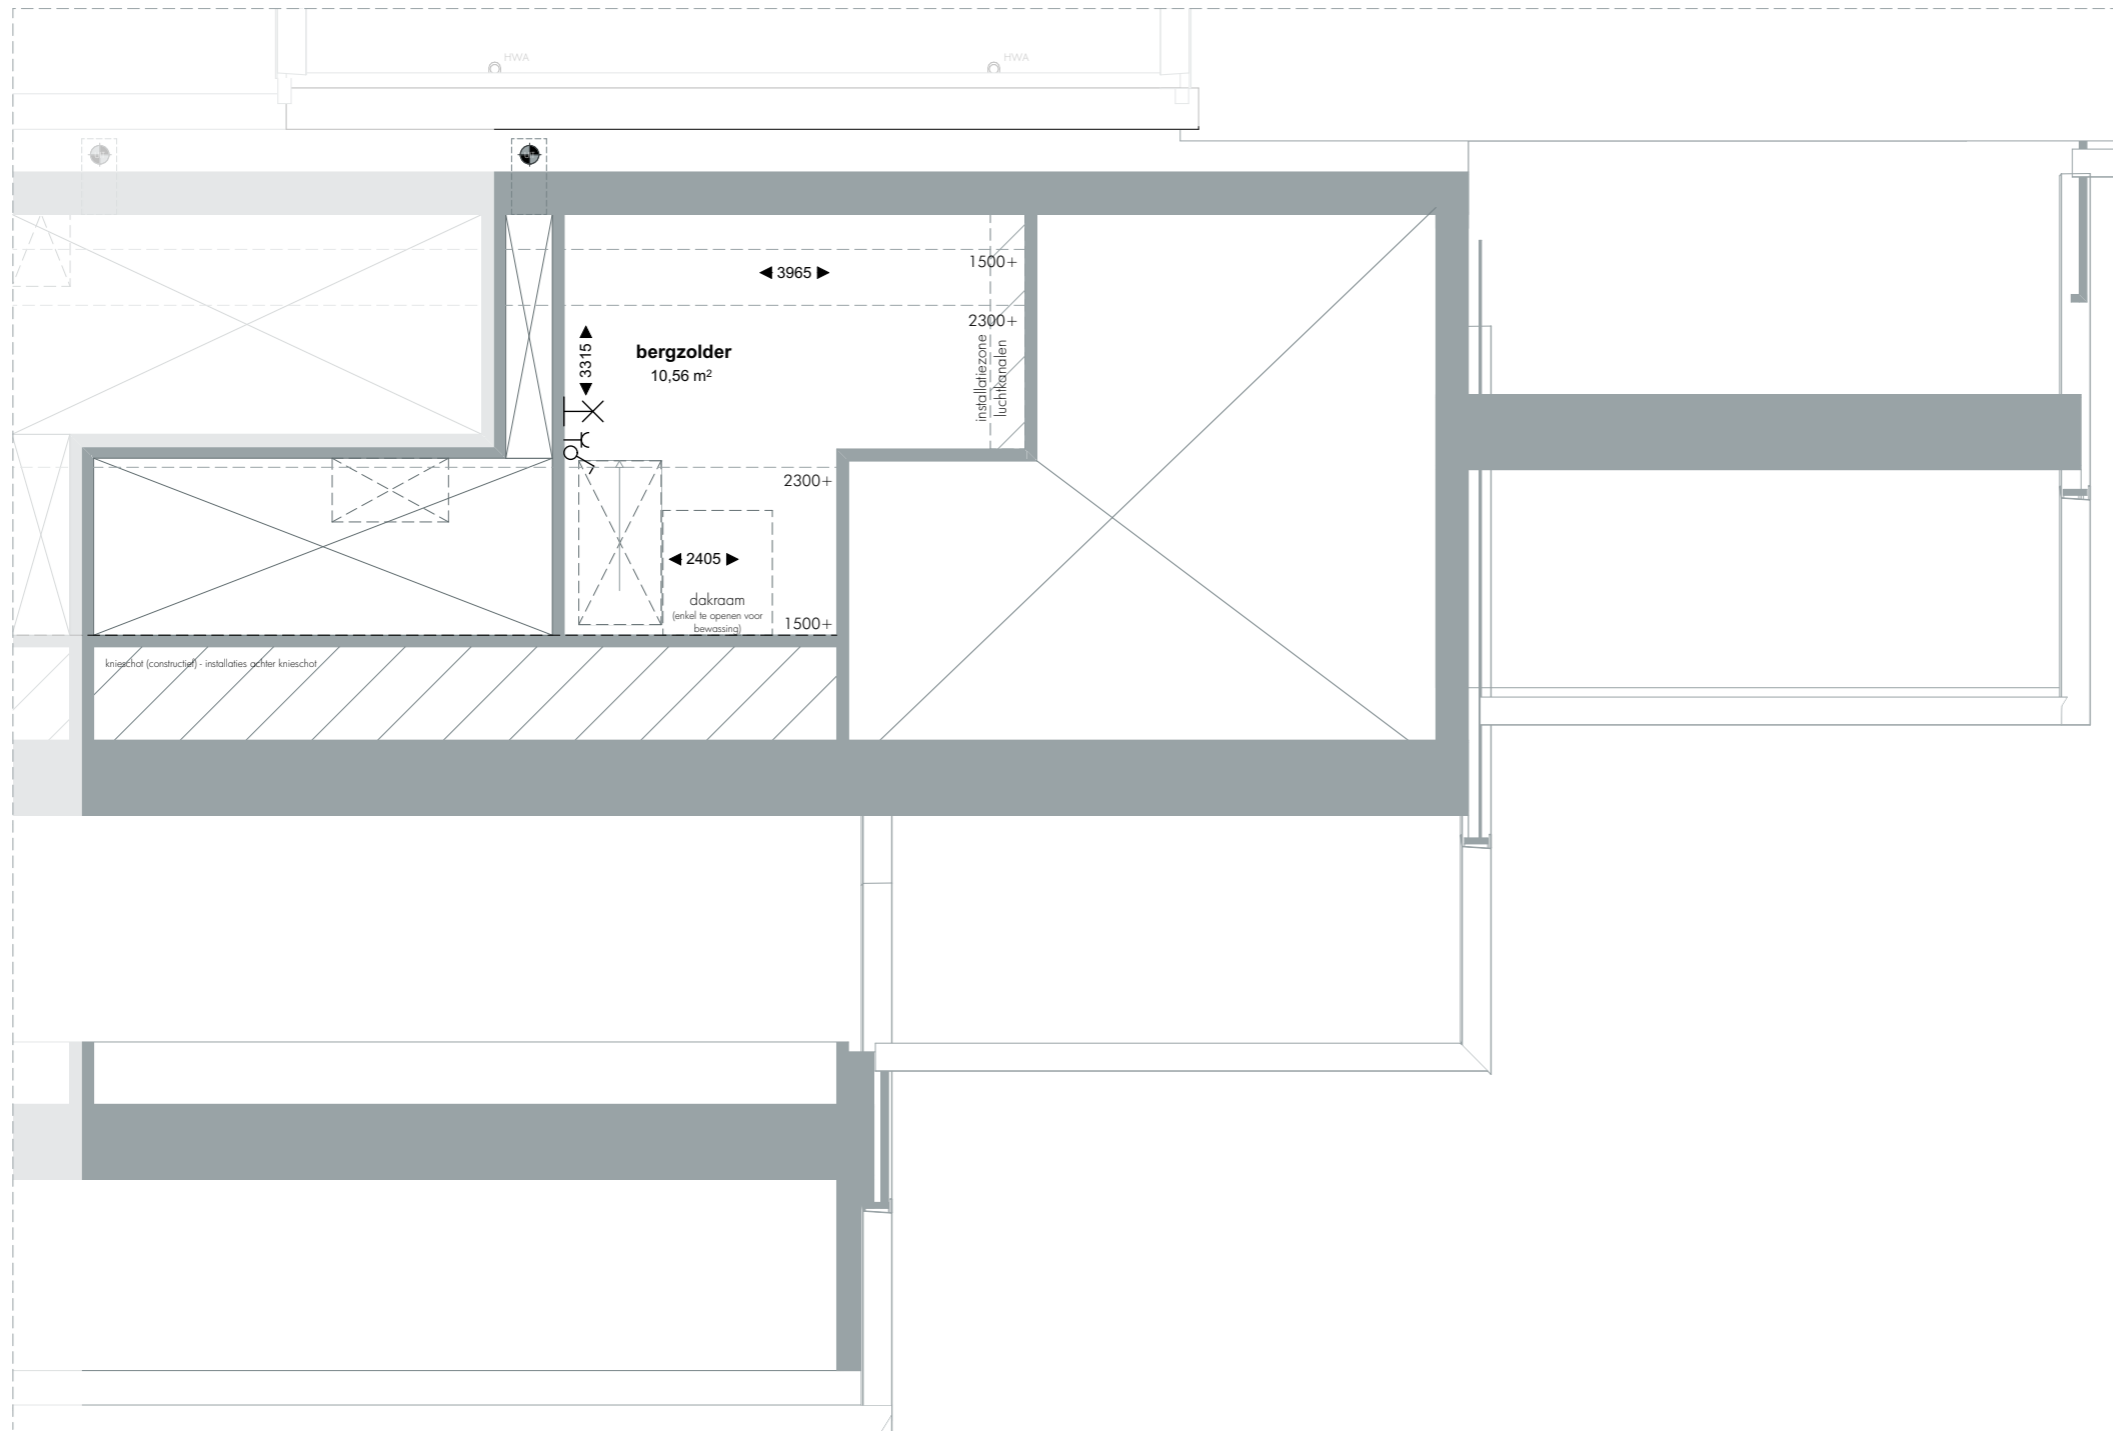 HWA
HWA
1500+
3965
2300+
3315
bergzolder
10,56 m²
installatiezone
luchtkanalen
2300+
2405
dakraam
(enkel te openen voor
bewassing)
1500+
knieschot (constructief) - installaties achter knieschot